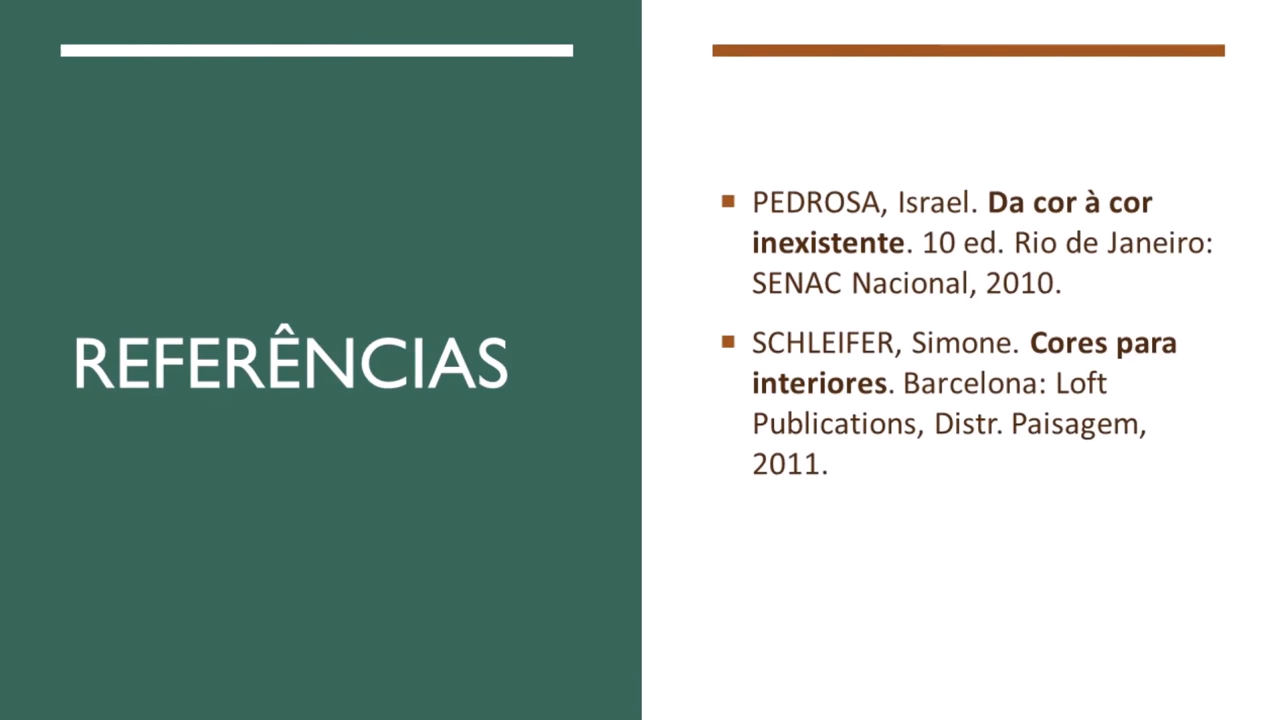 REFERÊNCIAS
PEDROSA, Israel. Da cor à cor
inexistente. 10 ed. Rio de Janeiro:
SENAC Nacional, 2010.
SCHLEIFER, Simone. Cores para
interiores. Barcelona: Loft
Publications, Distr. Paisagem,
2011.